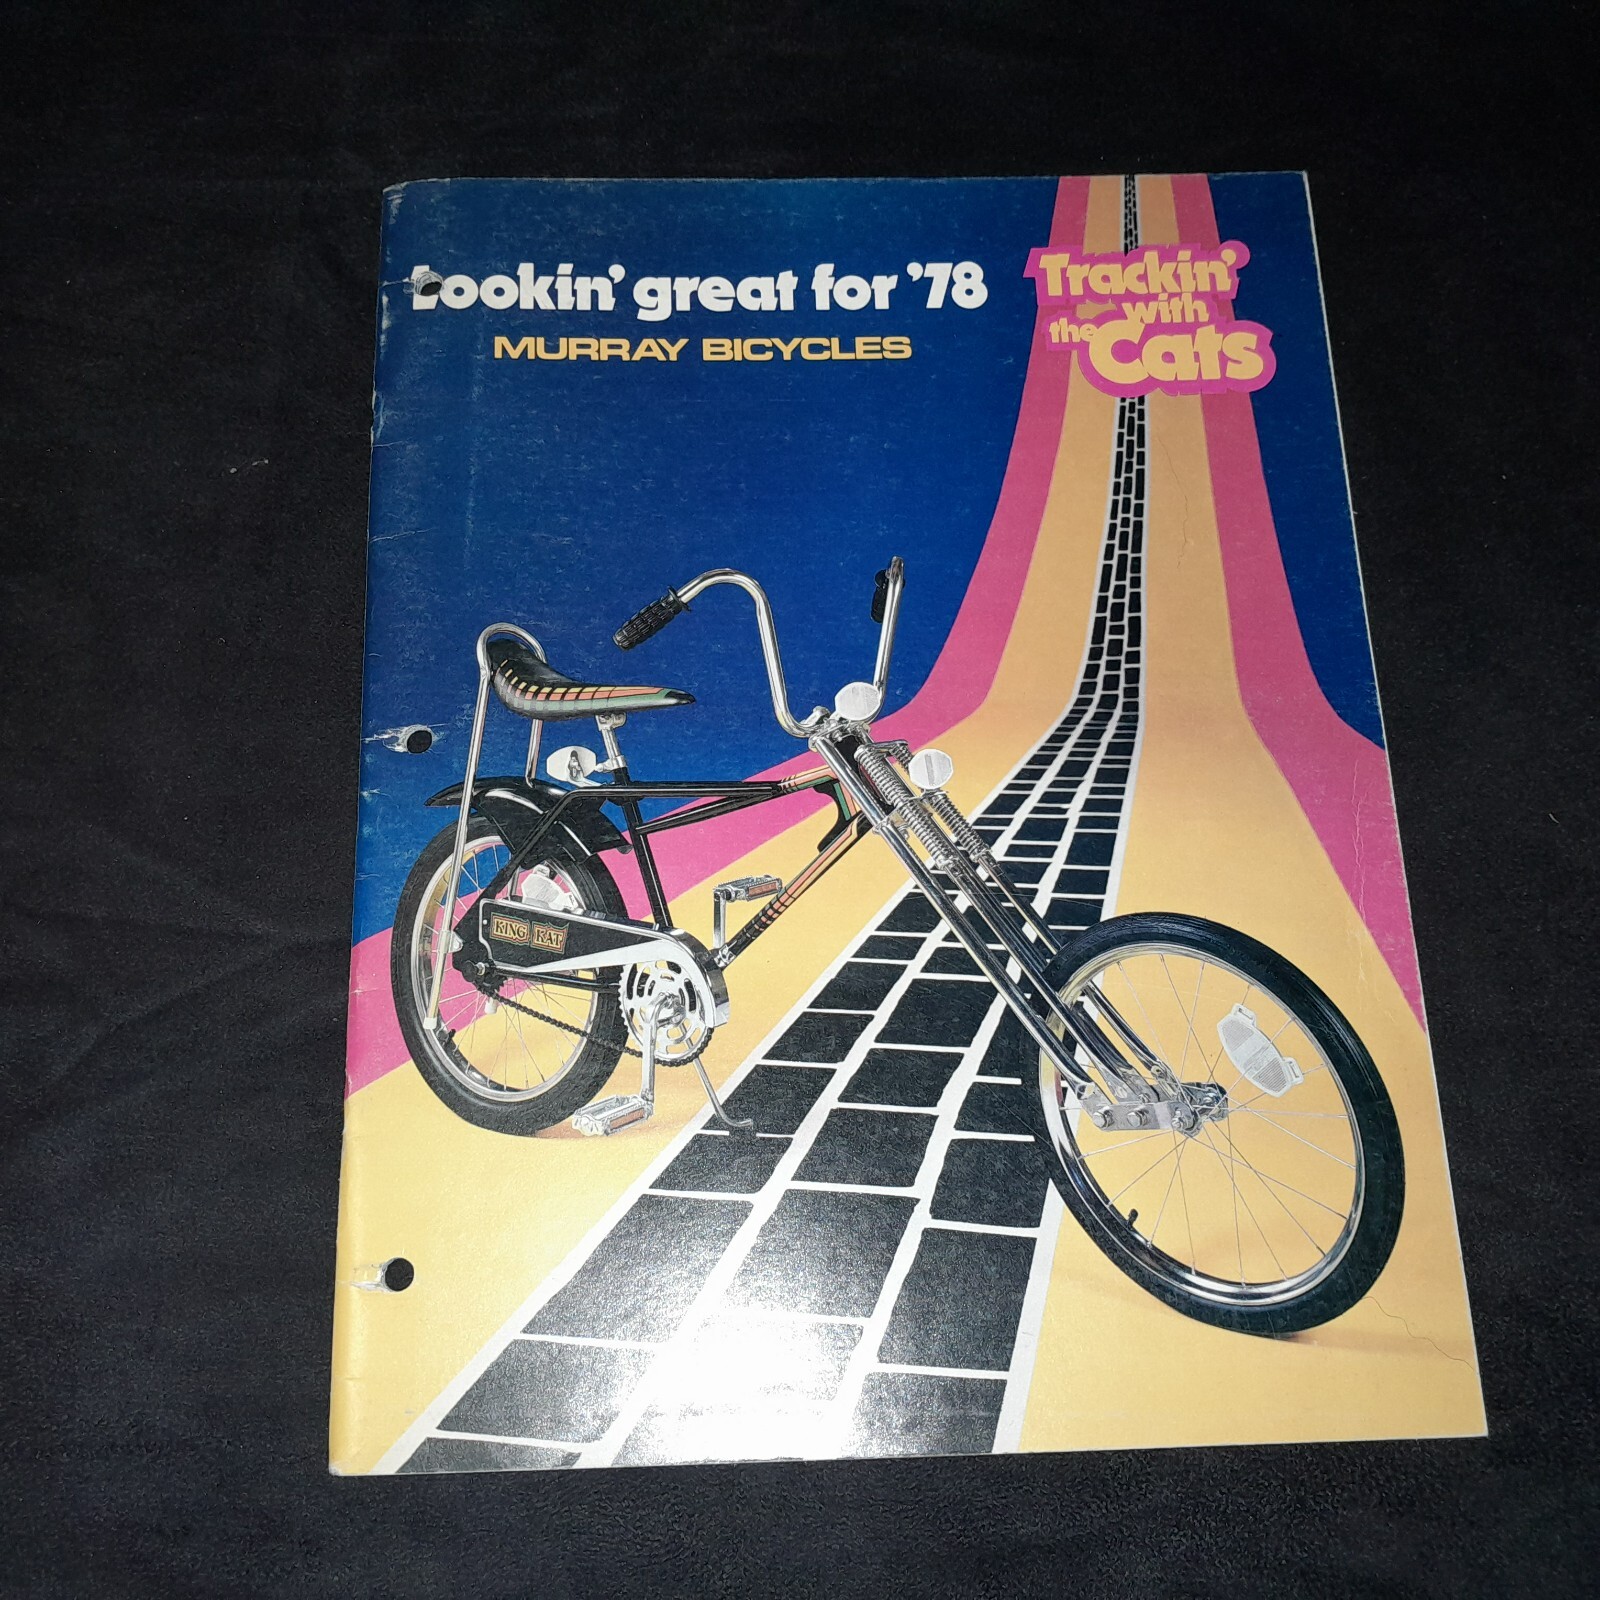 Lookin' great for '78
MURRAY BICYCLES
Trackin'
with
the Cats
KING KAT